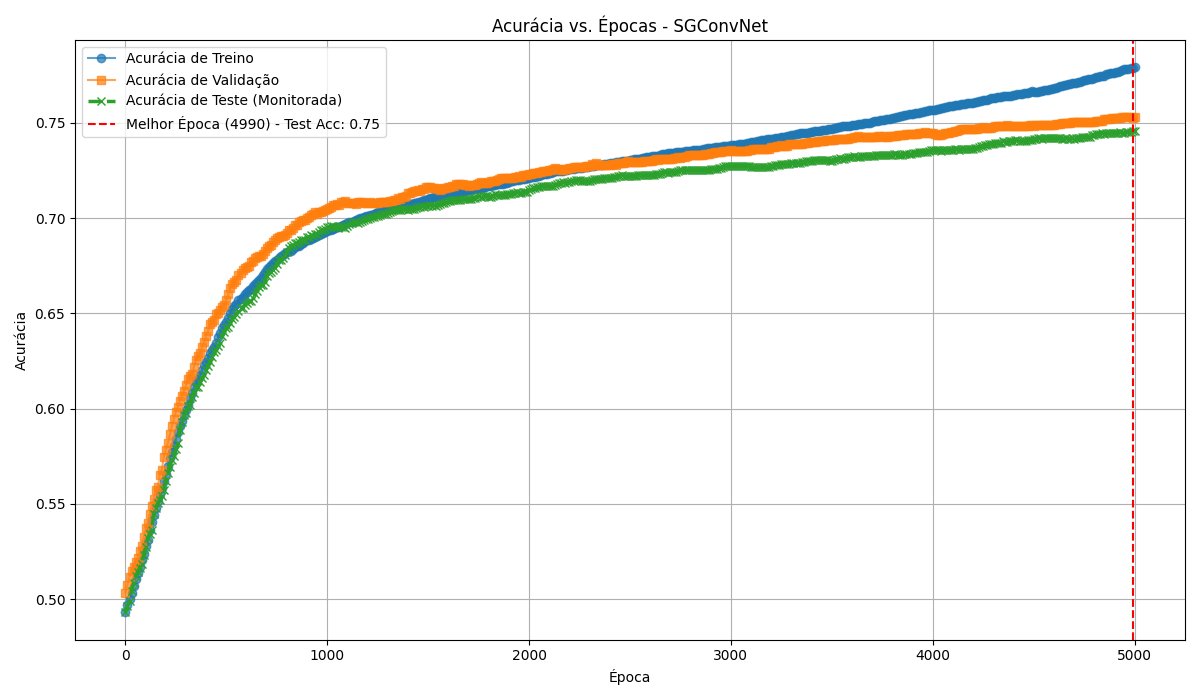 Acurácia vs. Épocas - SGConvNet
Acurácia de Treino
Acurácia de Validação
Acurácia de Teste (Monitorada)
Melhor Época (4990) - Test Acc: 0.75
Acurácia
0.75
0.70
0.65
0.60
0.55
0.50
0
1000
2000
3000
4000
5000
Época